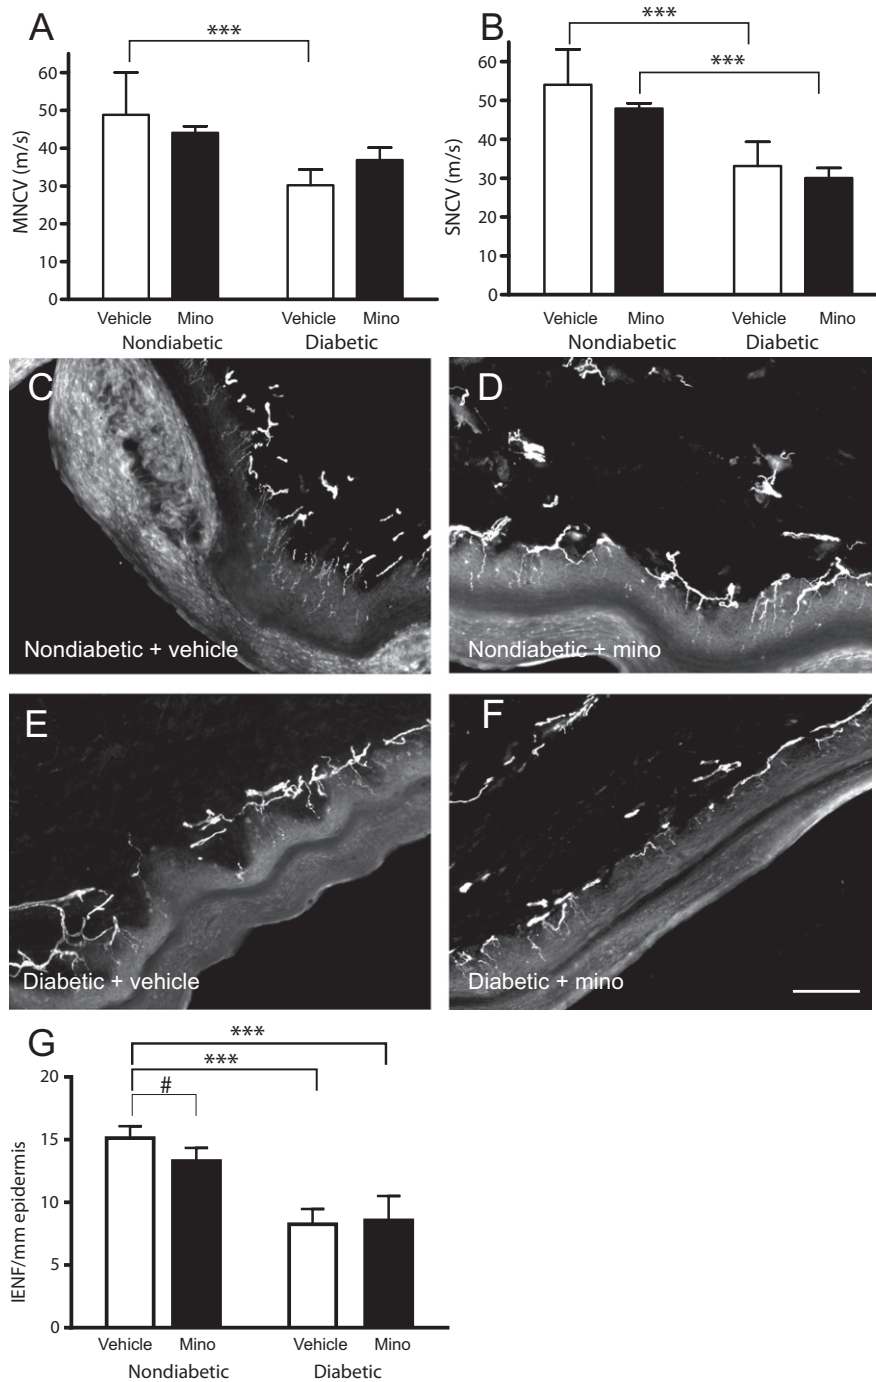 A
***
MNCV (m/s)
60
50
40
30
20
10
0
Vehicle Mino Vehicle Mino
Nondiabetic Diabetic
B
***
***
SNCV (m/s)
60
50
40
30
20
10
0
Vehicle Mino Vehicle Mino
Nondiabetic Diabetic
C
Nondiabetic + vehicle
D
Nondiabetic + mino
E
Diabetic + vehicle
F
Diabetic + mino
G
***
***
#
IENF/mm epidermis
20
15
10
5
0
Vehicle Mino Vehicle Mino
Nondiabetic Diabetic